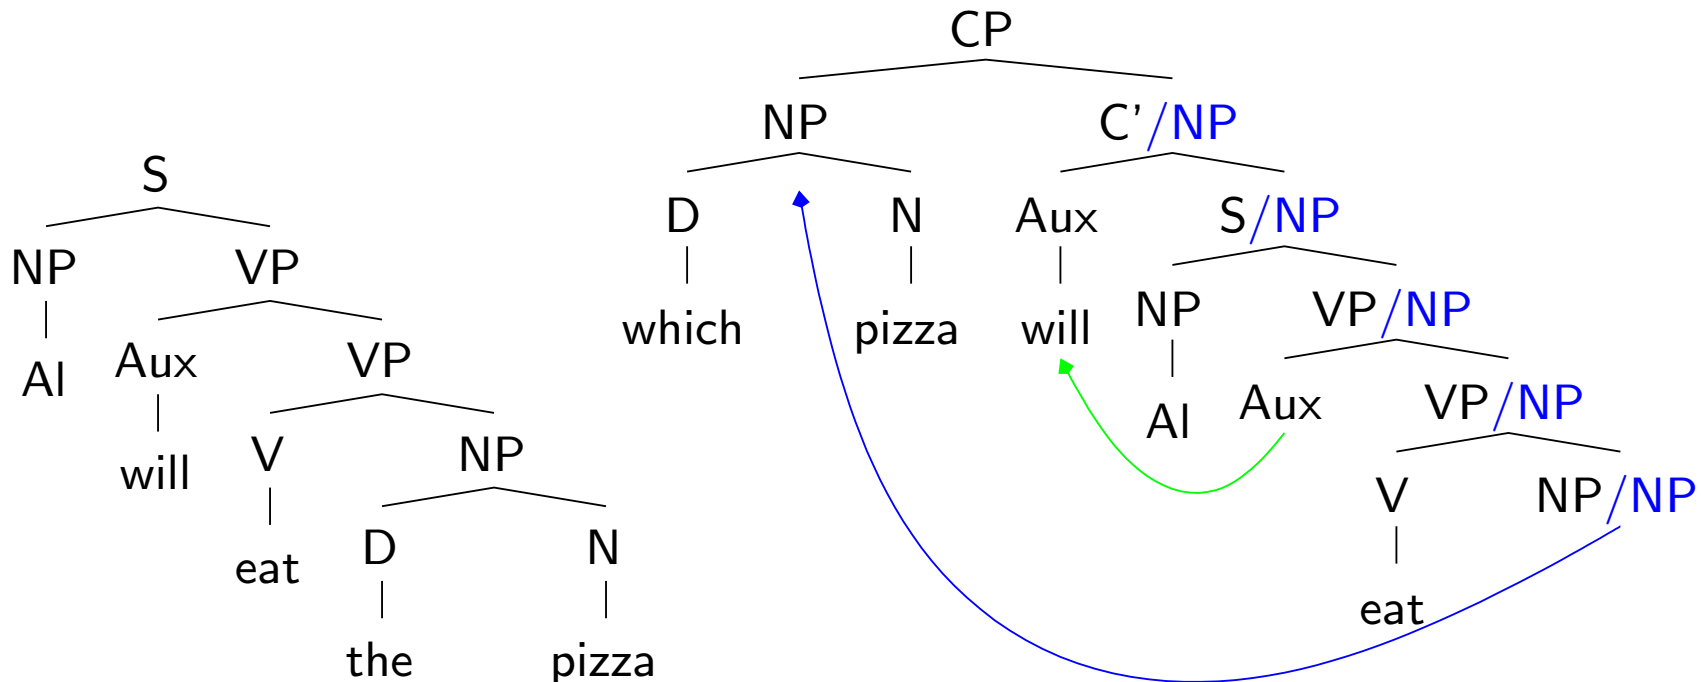 S
NP VP
Al Aux VP
will V NP
eat D N
the pizza
CP
NP C'/NP
D N Aux S/NP
which pizza will NP VP/NP
Al Aux VP/NP
V NP/NP
eat